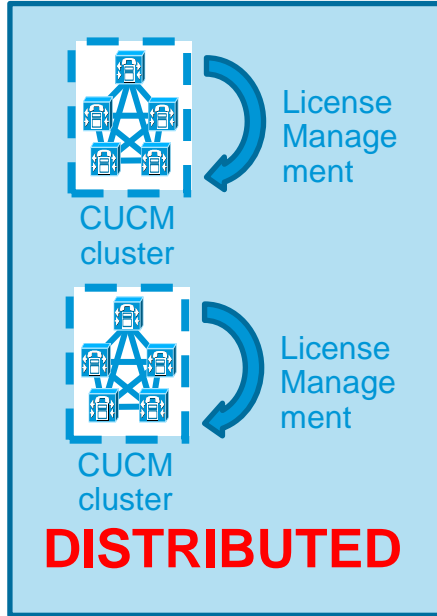 License
Manage
ment
CUCM
cluster
License
Manage
ment
CUCM
cluster
DISTRIBUTED